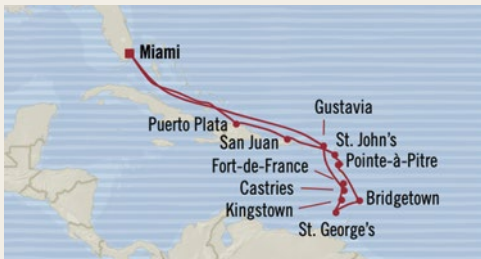 Miami
Gustavia
Puerto Plata
San Juan
St. John's
Pointe-à-Pitre
Fort-de-France
Castries
Kingstown
Bridgetown
St. George's